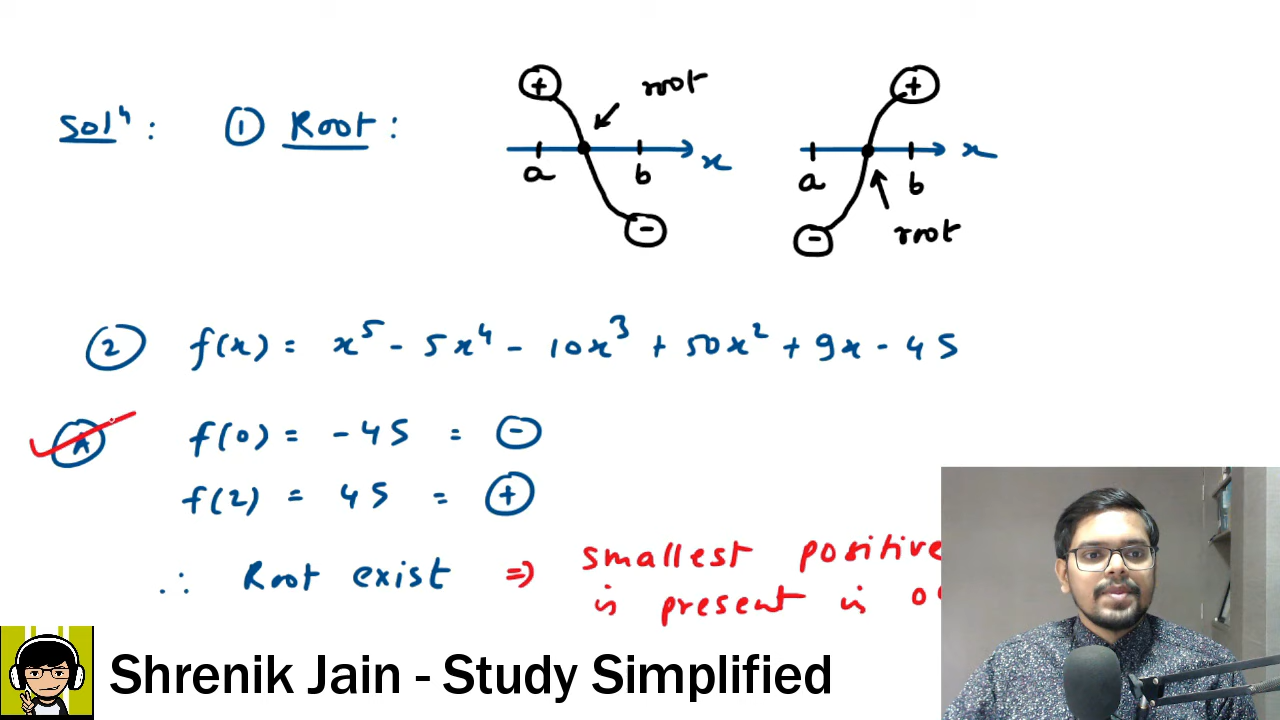 Solⁿ : ① Root :
+ root
a b x
-
+
a b x
- root
② f(x) = x⁵ - 5x⁴ - 10x³ + 50x² + 9x - 45
A f(0) = -45 = ⊖
f(2) = 45 = ⊕
∴ Root exist ⇒ smallest positive
is present in
Shrenik Jain - Study Simplified